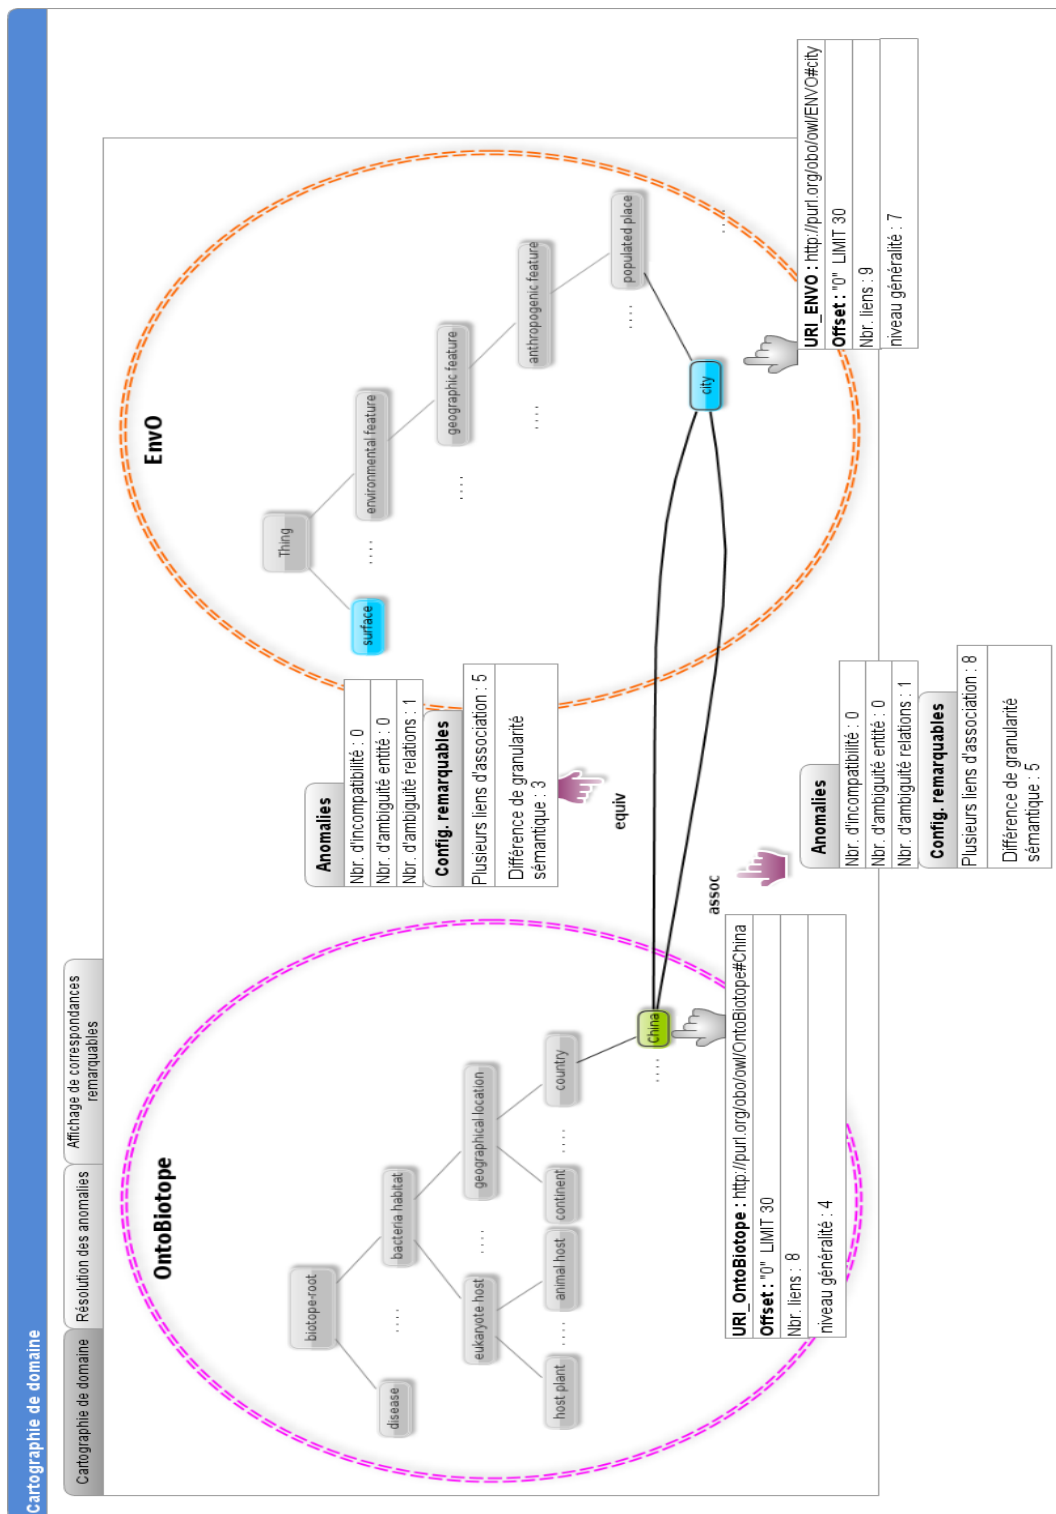 Cartographie de domaine
Cartographie de domaine
Résolution des anomalies
Affichage de correspondances
remarquables
OntoBiotope
biotope-root
disease
....
bacteria habitat
eukaryote host
....
geographical location
host plant
....
animal host
continent
....
country
....
China
URI_OntoBiotope : http://purl.org/obo/owl/OntoBiotope#China
Offset : "0" LIMIT 30
Nbr. liens : 8
niveau généralité : 4
Anomalies
Nbr. d'incompatibilité : 0
Nbr. d'ambiguité entité : 0
Nbr. d'ambiguité relations : 1
Config. remarquables
Plusieurs liens d'association : 5
Différence de granularité
sémantique : 3
equiv
assoc
Anomalies
Nbr. d'incompatibilité : 0
Nbr. d'ambiguité entité : 0
Nbr. d'ambiguité relations : 1
Config. remarquables
Plusieurs liens d'association : 8
Différence de granularité
sémantique : 5
EnvO
Thing
surface
....
environmental feature
....
geographic feature
....
anthropogenic feature
....
populated place
city
...
URI_ENVO : http://purl.org/obo/owl/ENVO#city
Offset : "0" LIMIT 30
Nbr. liens : 9
niveau généralité : 7